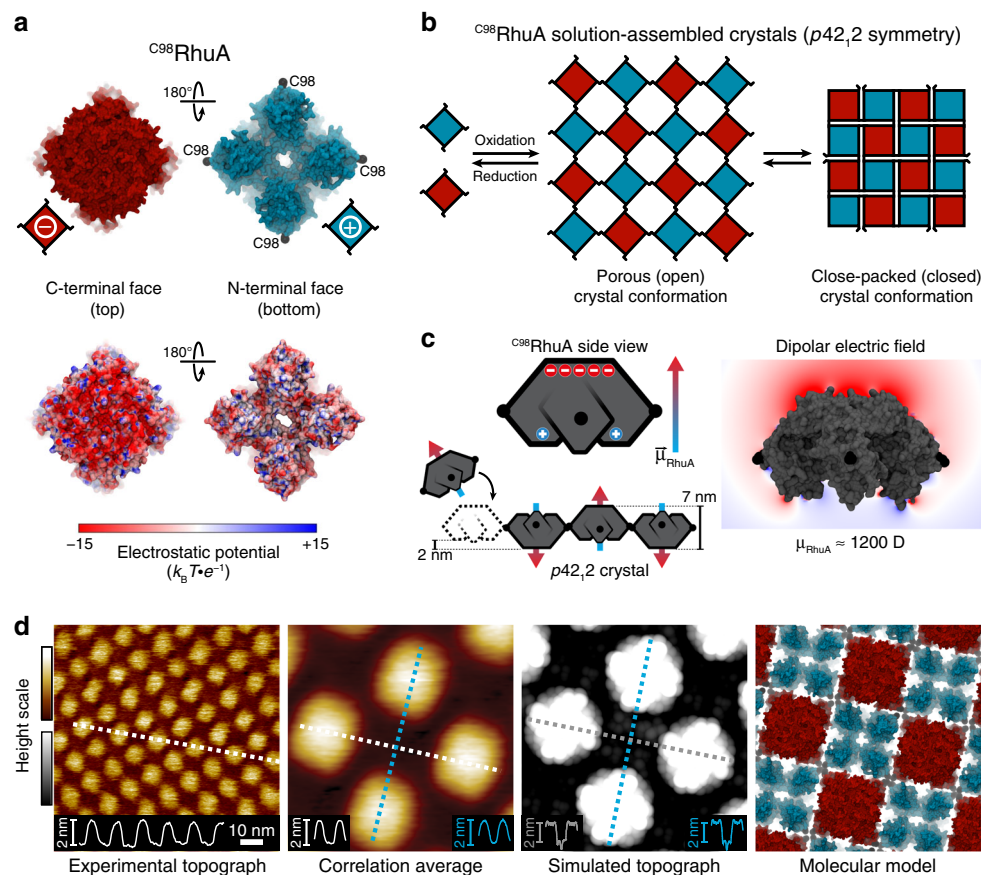 a
C98RhuA
180°
C98
C98
C98
C98
−
+
C-terminal face
(top)
N-terminal face
(bottom)
180°
−15
+15
Electrostatic potential
(kBT•e−1)
b
C98RhuA solution-assembled crystals (p4212 symmetry)
Oxidation
Reduction
Porous (open)
crystal conformation
Close-packed (closed)
crystal conformation
c
C98RhuA side view
− − − − −
+ +
μRhuA
7 nm
2 nm
p4212 crystal
Dipolar electric field
μRhuA ≈ 1200 D
d
Height scale
2 nm
10 nm
Experimental topograph
2 nm
2 nm
Correlation average
2 nm
2 nm
Simulated topograph
Molecular model